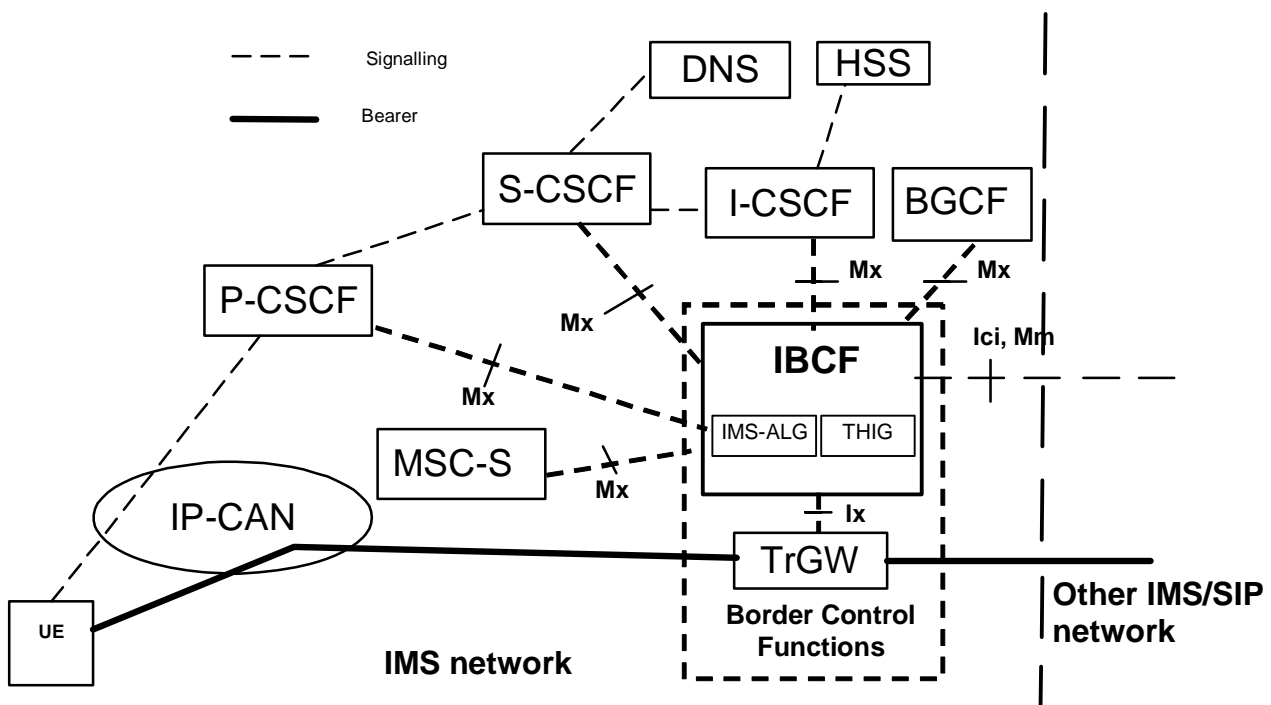 Signalling
Bearer
DNS
HSS
S-CSCF
I-CSCF
BGCF
P-CSCF
Mx
Mx
Mx
Ici, Mm
IBCF
Mx
IMS-ALG
THIG
MSC-S
Mx
Ix
IP-CAN
TrGW
UE
Border Control
Functions
Other IMS/SIP
network
IMS network